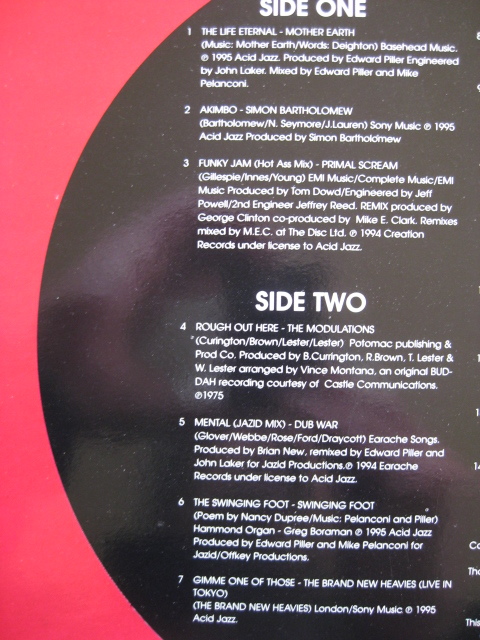 SIDE ONE
1 THE LIFE ETERNAL - MOTHER EARTH
(Music: Mother Earth/Words: Deighton) Basehead Music.
℗ 1995 Acid Jazz. Produced by Edward Piller Engineered
by John Laker. Mixed by Edward Piller and Mike
Pelanconi.
2 AKIMBO - SIMON BARTHOLOMEW
(Bartholomew/N. Seymore/J.Lauren) Sony Music ℗ 1995
Acid Jazz Produced by Simon Bartholomew
3 FUNKY JAM (Hot Ass Mix) - PRIMAL SCREAM
(Gillespie/Innes/Young) EMI Music/Complete Music/EMI
Music Produced by Tom Dowd/Engineered by Jeff
Powell/2nd Engineer Jeffrey Reed. REMIX produced by
George Clinton co-produced by Mike E. Clark. Remixes
mixed by M.E.C. at The Disc Ltd. ℗ 1994 Creation
Records under license to Acid Jazz.
SIDE TWO
4 ROUGH OUT HERE - THE MODULATIONS
(Curington/Brown/Lester/Lester) Potomac publishing &
Prod Co. Produced by B.Currington, R.Brown, T. Lester &
W. Lester arranged by Vince Montana, an original BUD-
DAH recording courtesy of Castle Communications.
℗1975
5 MENTAL (JAZID MIX) - DUB WAR
(Glover/Webbe/Rose/Ford/Draycott) Earache Songs.
Produced by Brian New, remixed by Edward Piller and
John Laker for Jazid Productions.℗ 1994 Earache
Records under license to Acid Jazz.
6 THE SWINGING FOOT - SWINGING FOOT
(Poem by Nancy Dupree/Music: Pelanconi and Piller)
Hammond Organ - Greg Boraman ℗ 1995 Acid Jazz
Produced by Edward Piller and Mike Pelanconi for
Jazid/Offkey Productions.
7 GIMME ONE OF THOSE - THE BRAND NEW HEAVIES (LIVE IN
TOKYO)
(THE BRAND NEW HEAVIES) London/Sony Music ℗ 1995
Acid Jazz.